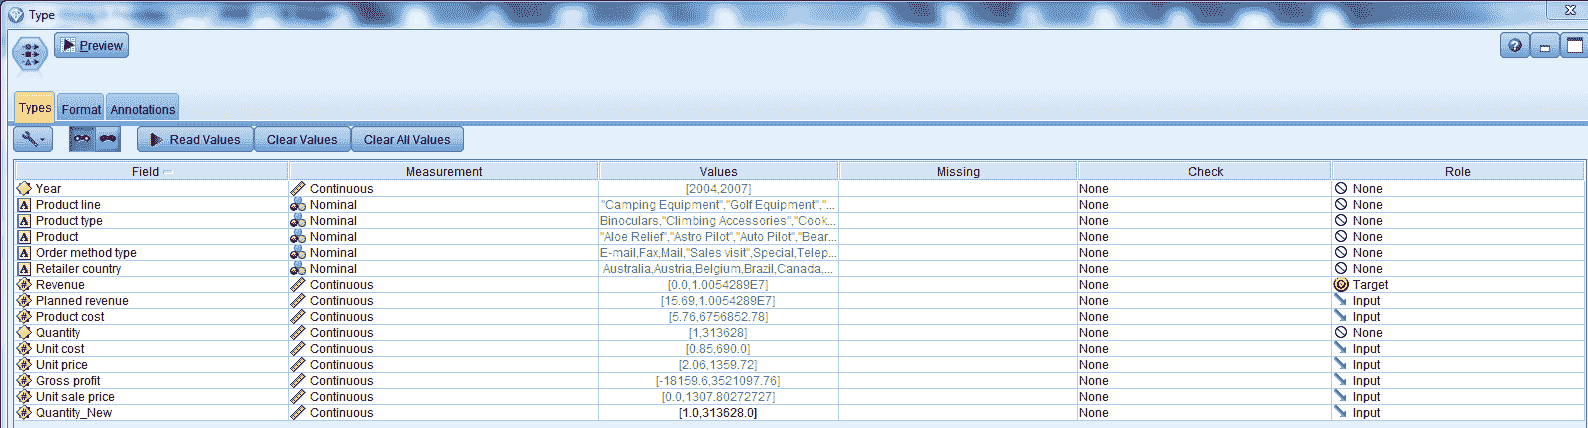 Type
Preview
Types Format Annotations
Read Values Clear Values Clear All Values
Field Measurement Values Missing Check Role
Year Continuous [2004,2007] None None
Product line Nominal "Camping Equipment","Golf Equipment","... None None
Product type Nominal Binoculars,"Climbing Accessories","Cook... None None
Product Nominal "Aloe Relief","Astro Pilot","Auto Pilot","Bear... None None
Order method type Nominal E-mail,Fax,Mail,"Sales visit",Special,Telep... None None
Retailer country Nominal Australia,Austria,Belgium,Brazil,Canada,... None None
Revenue Continuous [0.0,1.0054289E7] None Target
Planned revenue Continuous [15.69,1.0054289E7] None Input
Product cost Continuous [5.76,6756852.78] None Input
Quantity Continuous [1,313628] None None
Unit cost Continuous [0.85,690.0] None Input
Unit price Continuous [2.06,1359.72] None Input
Gross profit Continuous [-18159.6,3521097.76] None Input
Unit sale price Continuous [0.0,1307.80272727] None Input
Quantity_New Continuous [1.0,313628.0] None Input